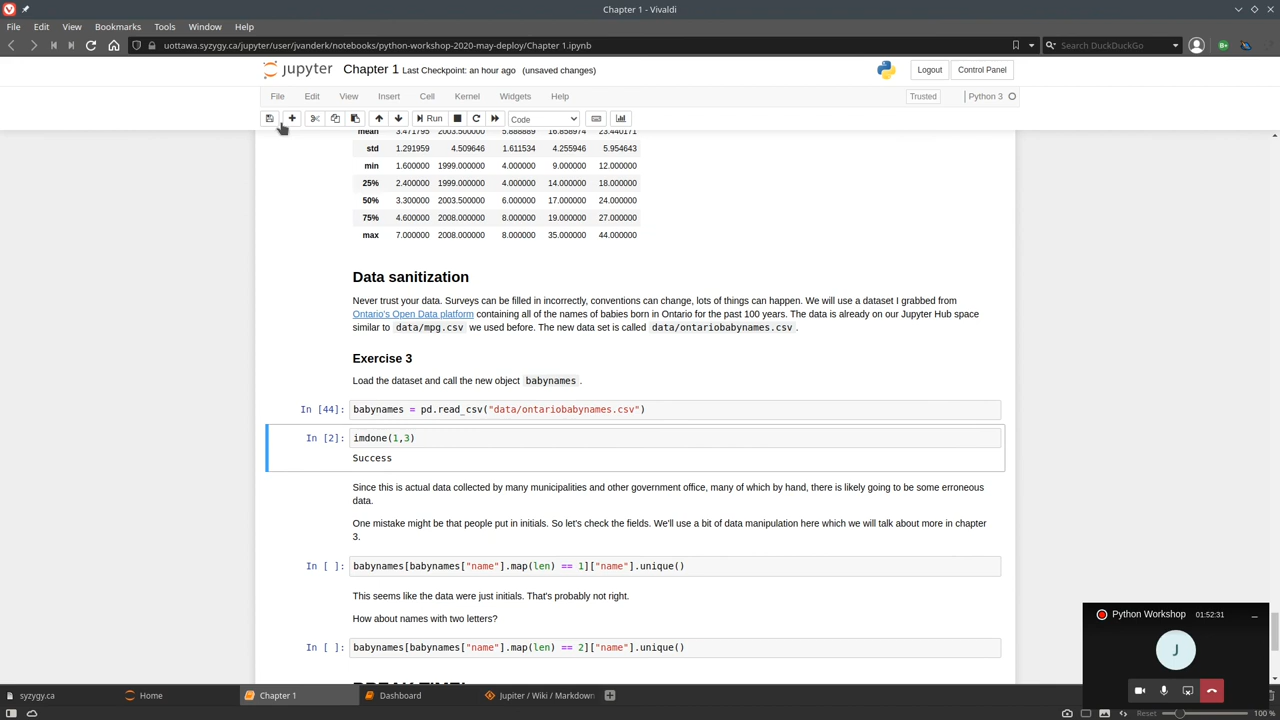 Chapter 1 - Vivaldi
File Edit View Bookmarks Tools Window Help
uottawa.syzygy.ca/jupyter/user/jvanderk/notebooks/python-workshop-2020-may-deploy/Chapter 1.ipynb
Search DuckDuckGo
jupyter Chapter 1 Last Checkpoint: an hour ago (unsaved changes)
Logout Control Panel
File Edit View Insert Cell Kernel Widgets Help
Trusted Python 3
Run Code
mean 3.471795 2003.500000 5.888889 16.858974 23.440171
std 1.291959 4.509646 1.611534 4.255946 5.954643
min 1.600000 1999.000000 4.000000 9.000000 12.000000
25% 2.400000 1999.000000 4.000000 14.000000 18.000000
50% 3.300000 2003.500000 6.000000 17.000000 24.000000
75% 4.600000 2008.000000 8.000000 19.000000 27.000000
max 7.000000 2008.000000 8.000000 35.000000 44.000000
Data sanitization
Never trust your data. Surveys can be filled in incorrectly, conventions can change, lots of things can happen. We will use a dataset I grabbed from
Ontario's Open Data platform containing all of the names of babies born in Ontario for the past 100 years. The data is already on our Jupyter Hub space
similar to data/mpg.csv we used before. The new data set is called data/ontariobabynames.csv.
Exercise 3
Load the dataset and call the new object babynames.
In [44]: babynames = pd.read_csv("data/ontariobabynames.csv")
In [2]: imdone(1,3)
Success
Since this is actual data collected by many municipalities and other government office, many of which by hand, there is likely going to be some erroneous
data.
One mistake might be that people put in initials. So let's check the fields. We'll use a bit of data manipulation here which we will talk about more in chapter
3.
In [ ]: babynames[babynames["name"].map(len) == 1]["name"].unique()
This seems like the data were just initials. That's probably not right.
How about names with two letters?
In [ ]: babynames[babynames["name"].map(len) == 2]["name"].unique()
BREAK TIME!
Python Workshop 01:52:31
J
syzygy.ca Home Chapter 1 Dashboard Jupiter / Wiki / Markdown
Reset 100 %